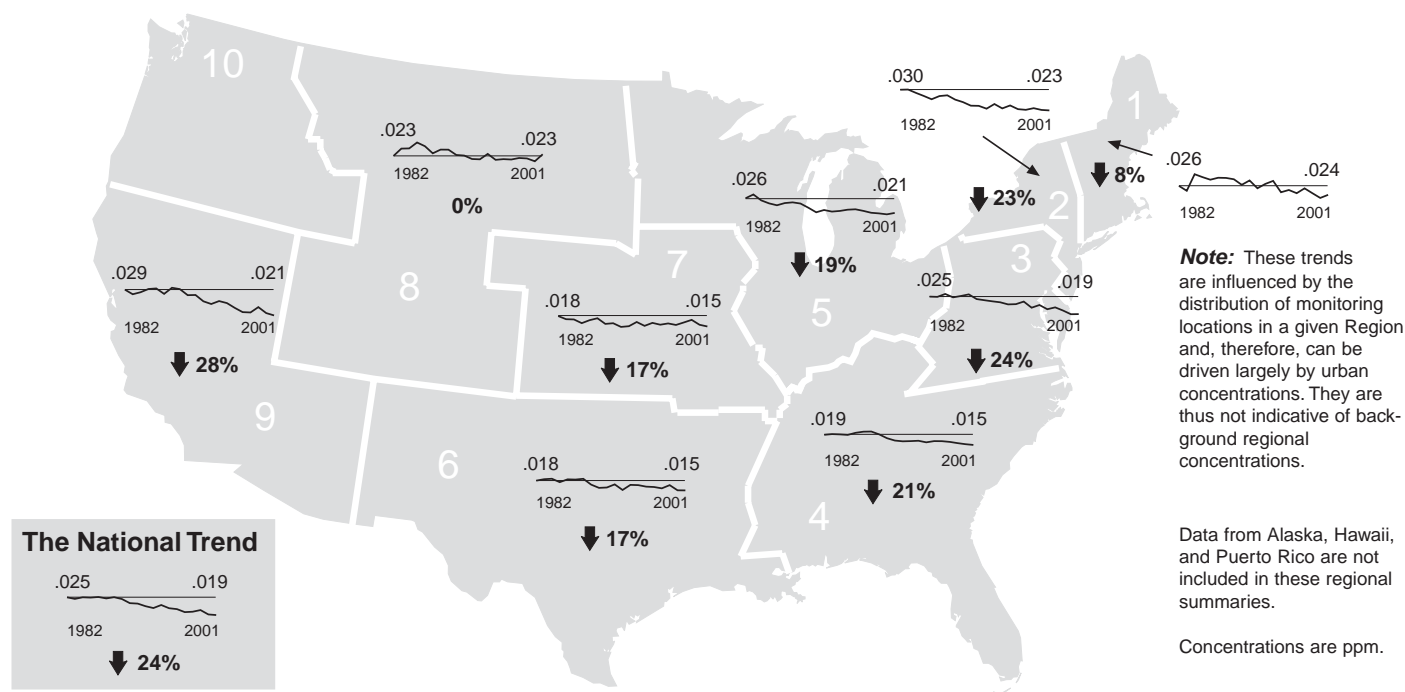 10
.023 .023
1982 2001
0%
8
.030 .023
1982 2001
23%
2
1
8%
.026 .024
1982 2001
.026 .021
1982 2001
19%
5
3
.025 .019
1982 2001
24%
7
.018 .015
1982 2001
17%
.029 .021
1982 2001
28%
9
6
.018 .015
1982 2001
17%
.019 .015
1982 2001
21%
4
Note: These trends
are influenced by the
distribution of monitoring
locations in a given Region
and, therefore, can be
driven largely by urban
concentrations. They are
thus not indicative of back-
ground regional
concentrations.
Data from Alaska, Hawaii,
and Puerto Rico are not
included in these regional
summaries.
Concentrations are ppm.
The National Trend
.025 .019
1982 2001
24%